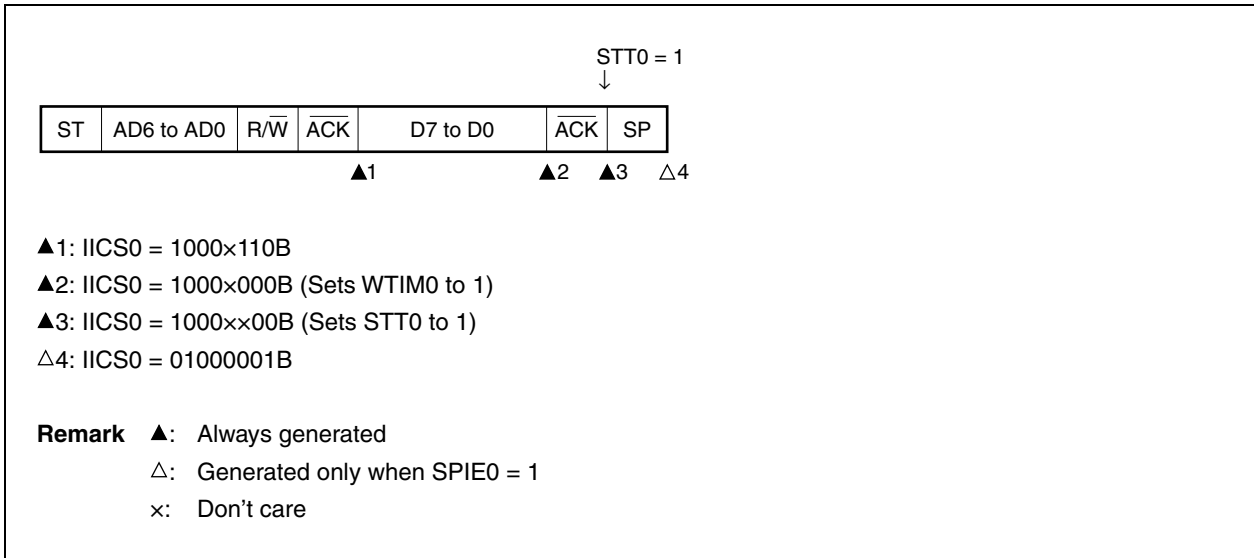 STT0 = 1
↓
ST AD6 to AD0 R/W̅ A̅C̅K̅ D7 to D0 A̅C̅K̅ SP
▲1 ▲2 ▲3 △4
▲1: IICS0 = 1000×110B
▲2: IICS0 = 1000×000B (Sets WTIM0 to 1)
▲3: IICS0 = 1000××00B (Sets STT0 to 1)
△4: IICS0 = 01000001B
Remark ▲: Always generated
△: Generated only when SPIE0 = 1
×: Don't care